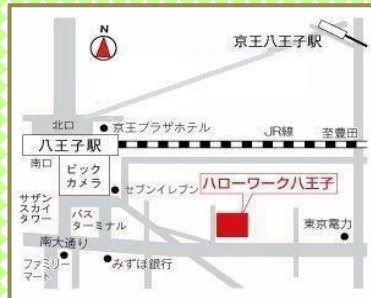 N
京王八王子駅
北口
京王プラザホテル
JR線
至豊田
八王子駅
南口
ビック
カメラ
セブンイレブン
ハローワーク八王子
サザン
スカイ
タワー
バス
ターミナル
東京電力
南大通り
ファミリー
マート
みずほ銀行